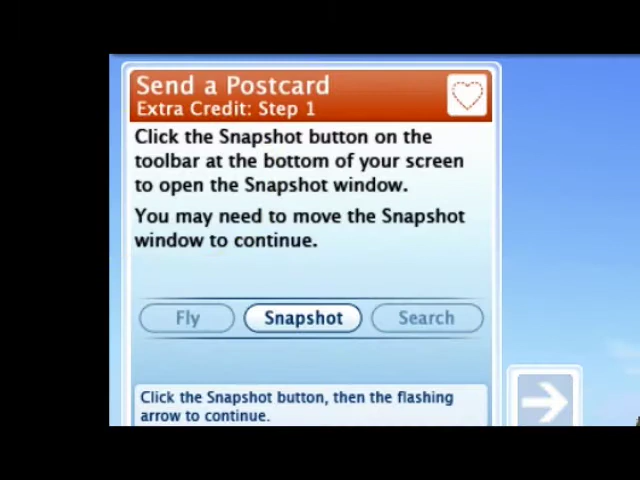 Send a Postcard
Extra Credit: Step 1
Click the Snapshot button on the
toolbar at the bottom of your screen
to open the Snapshot window.
You may need to move the Snapshot
window to continue.
Fly Snapshot Search
Click the Snapshot button, then the flashing
arrow to continue.